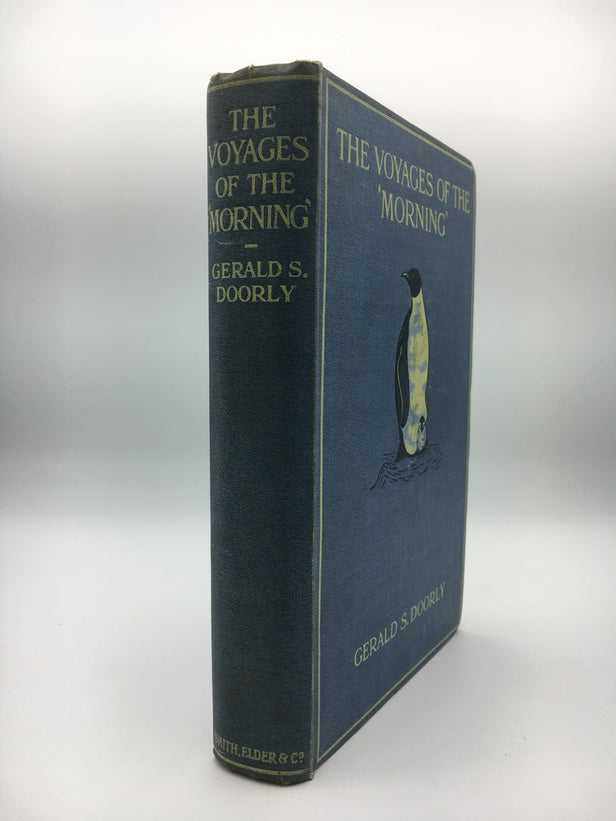 THE
VOYAGES
OF THE
'MORNING'
GERALD S.
DOORLY
SMITH, ELDER & Co
THE VOYAGES OF THE
'MORNING'
GERALD S. DOORLY